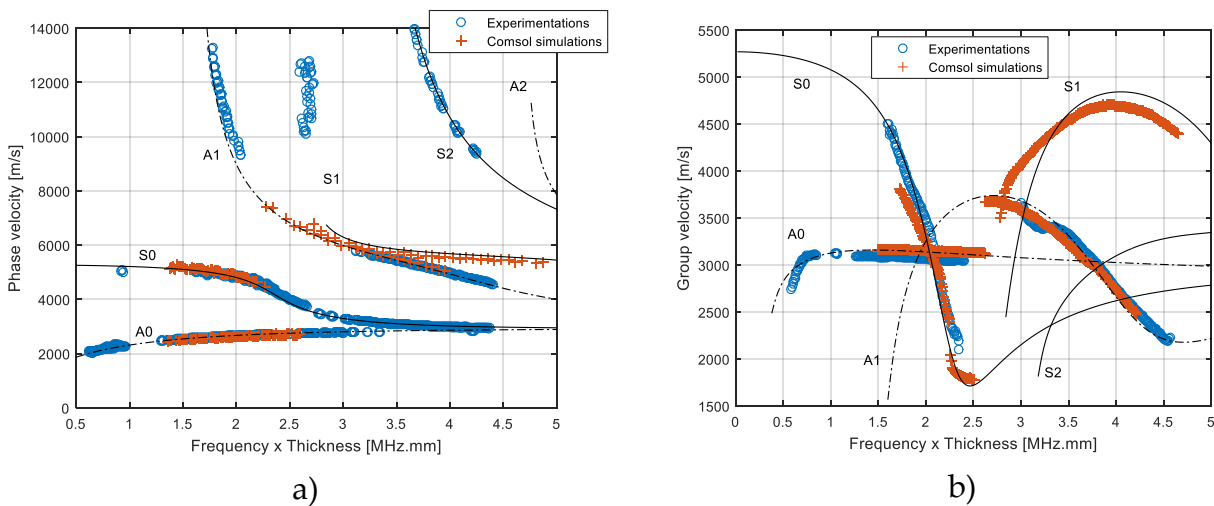 Experimentations
Comsol simulations
14000
12000
10000
8000
6000
4000
2000
0
Phase velocity [m/s]
A1
S1
S2
A2
S0
A0
0.5 1 1.5 2 2.5 3 3.5 4 4.5 5
Frequency x Thickness [MHz.mm]
a)
Experimentations
Comsol simulations
5500
5000
4500
4000
3500
3000
2500
2000
1500
Group velocity [m/s]
S0
S1
A0
A1
S2
0 0.5 1 1.5 2 2.5 3 3.5 4 4.5 5
Frequency x Thickness [MHz.mm]
b)